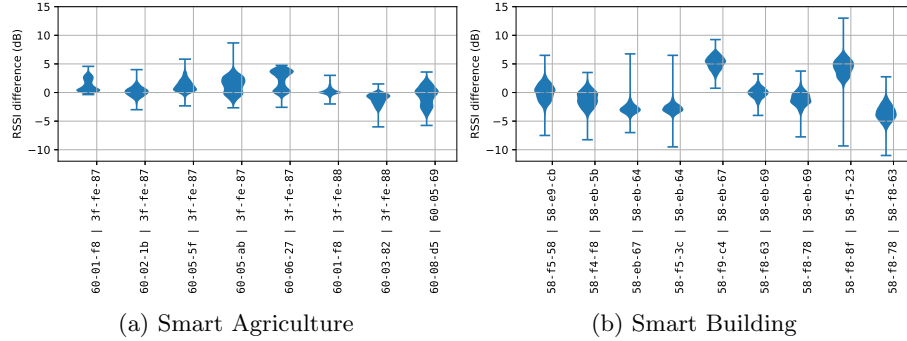 15
10
5
0
−5
−10
RSSI difference (dB)
60-01-f8 | 3f-fe-87
60-02-1b | 3f-fe-87
60-05-5f | 3f-fe-87
60-05-ab | 3f-fe-87
60-06-27 | 3f-fe-87
60-01-f8 | 3f-fe-88
60-03-82 | 3f-fe-88
60-08-d5 | 60-05-69
(a) Smart Agriculture
15
10
5
0
−5
−10
RSSI difference (dB)
58-f5-58 | 58-e9-cb
58-f4-f8 | 58-eb-5b
58-eb-67 | 58-eb-64
58-f5-3c | 58-eb-64
58-f9-c4 | 58-eb-67
58-f8-63 | 58-eb-69
58-f8-78 | 58-eb-69
58-f8-8f | 58-f5-23
58-f8-78 | 58-f8-63
(b) Smart Building